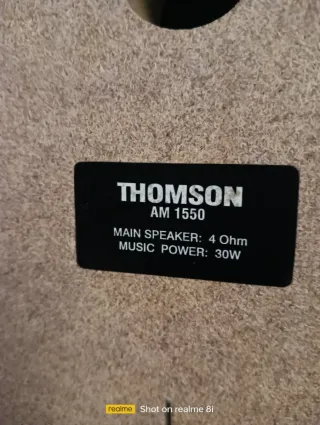 THOMSON
AM 1550
MAIN SPEAKER: 4 Ohm
MUSIC POWER: 30W
realme Shot on realme 8i